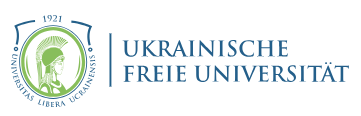 1921
UNIVERSITAS LIBERA UCRAINENSIS
UKRAINISCHE
FREIE UNIVERSITÄT